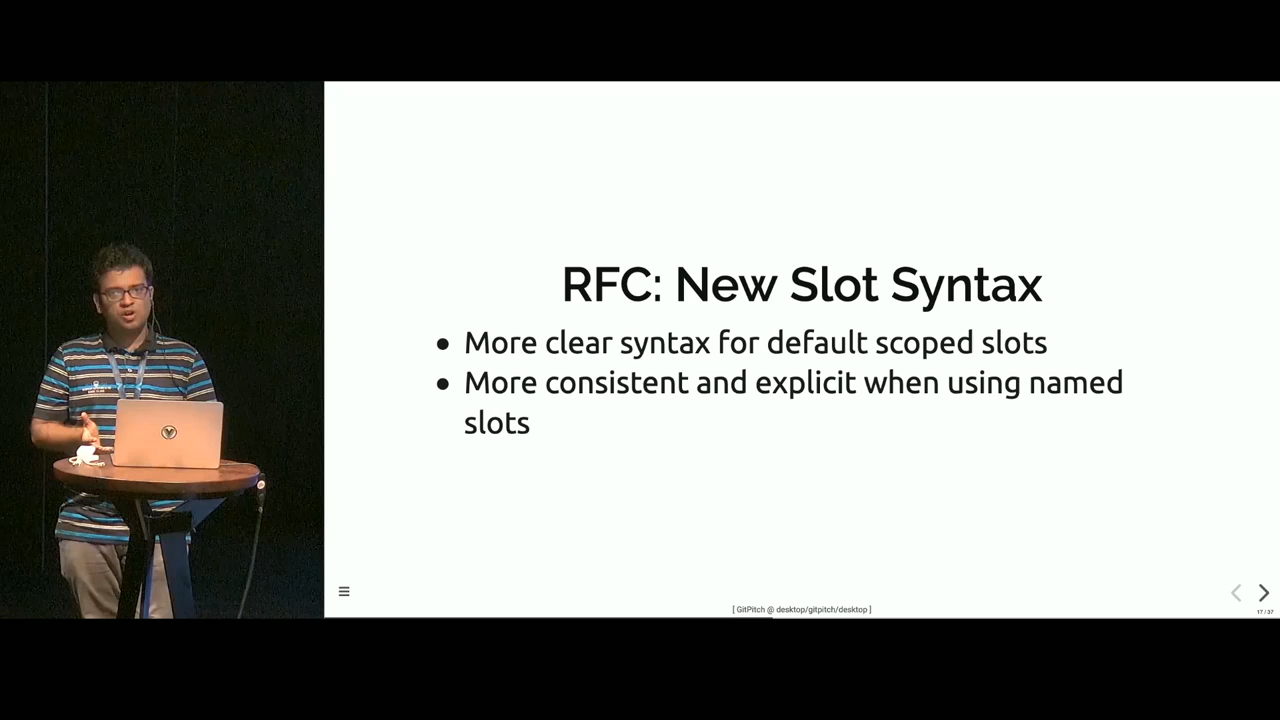 RFC: New Slot Syntax
• More clear syntax for default scoped slots
• More consistent and explicit when using named
slots
[ GitPitch @ desktop/gitpitch/desktop ]
17 / 37